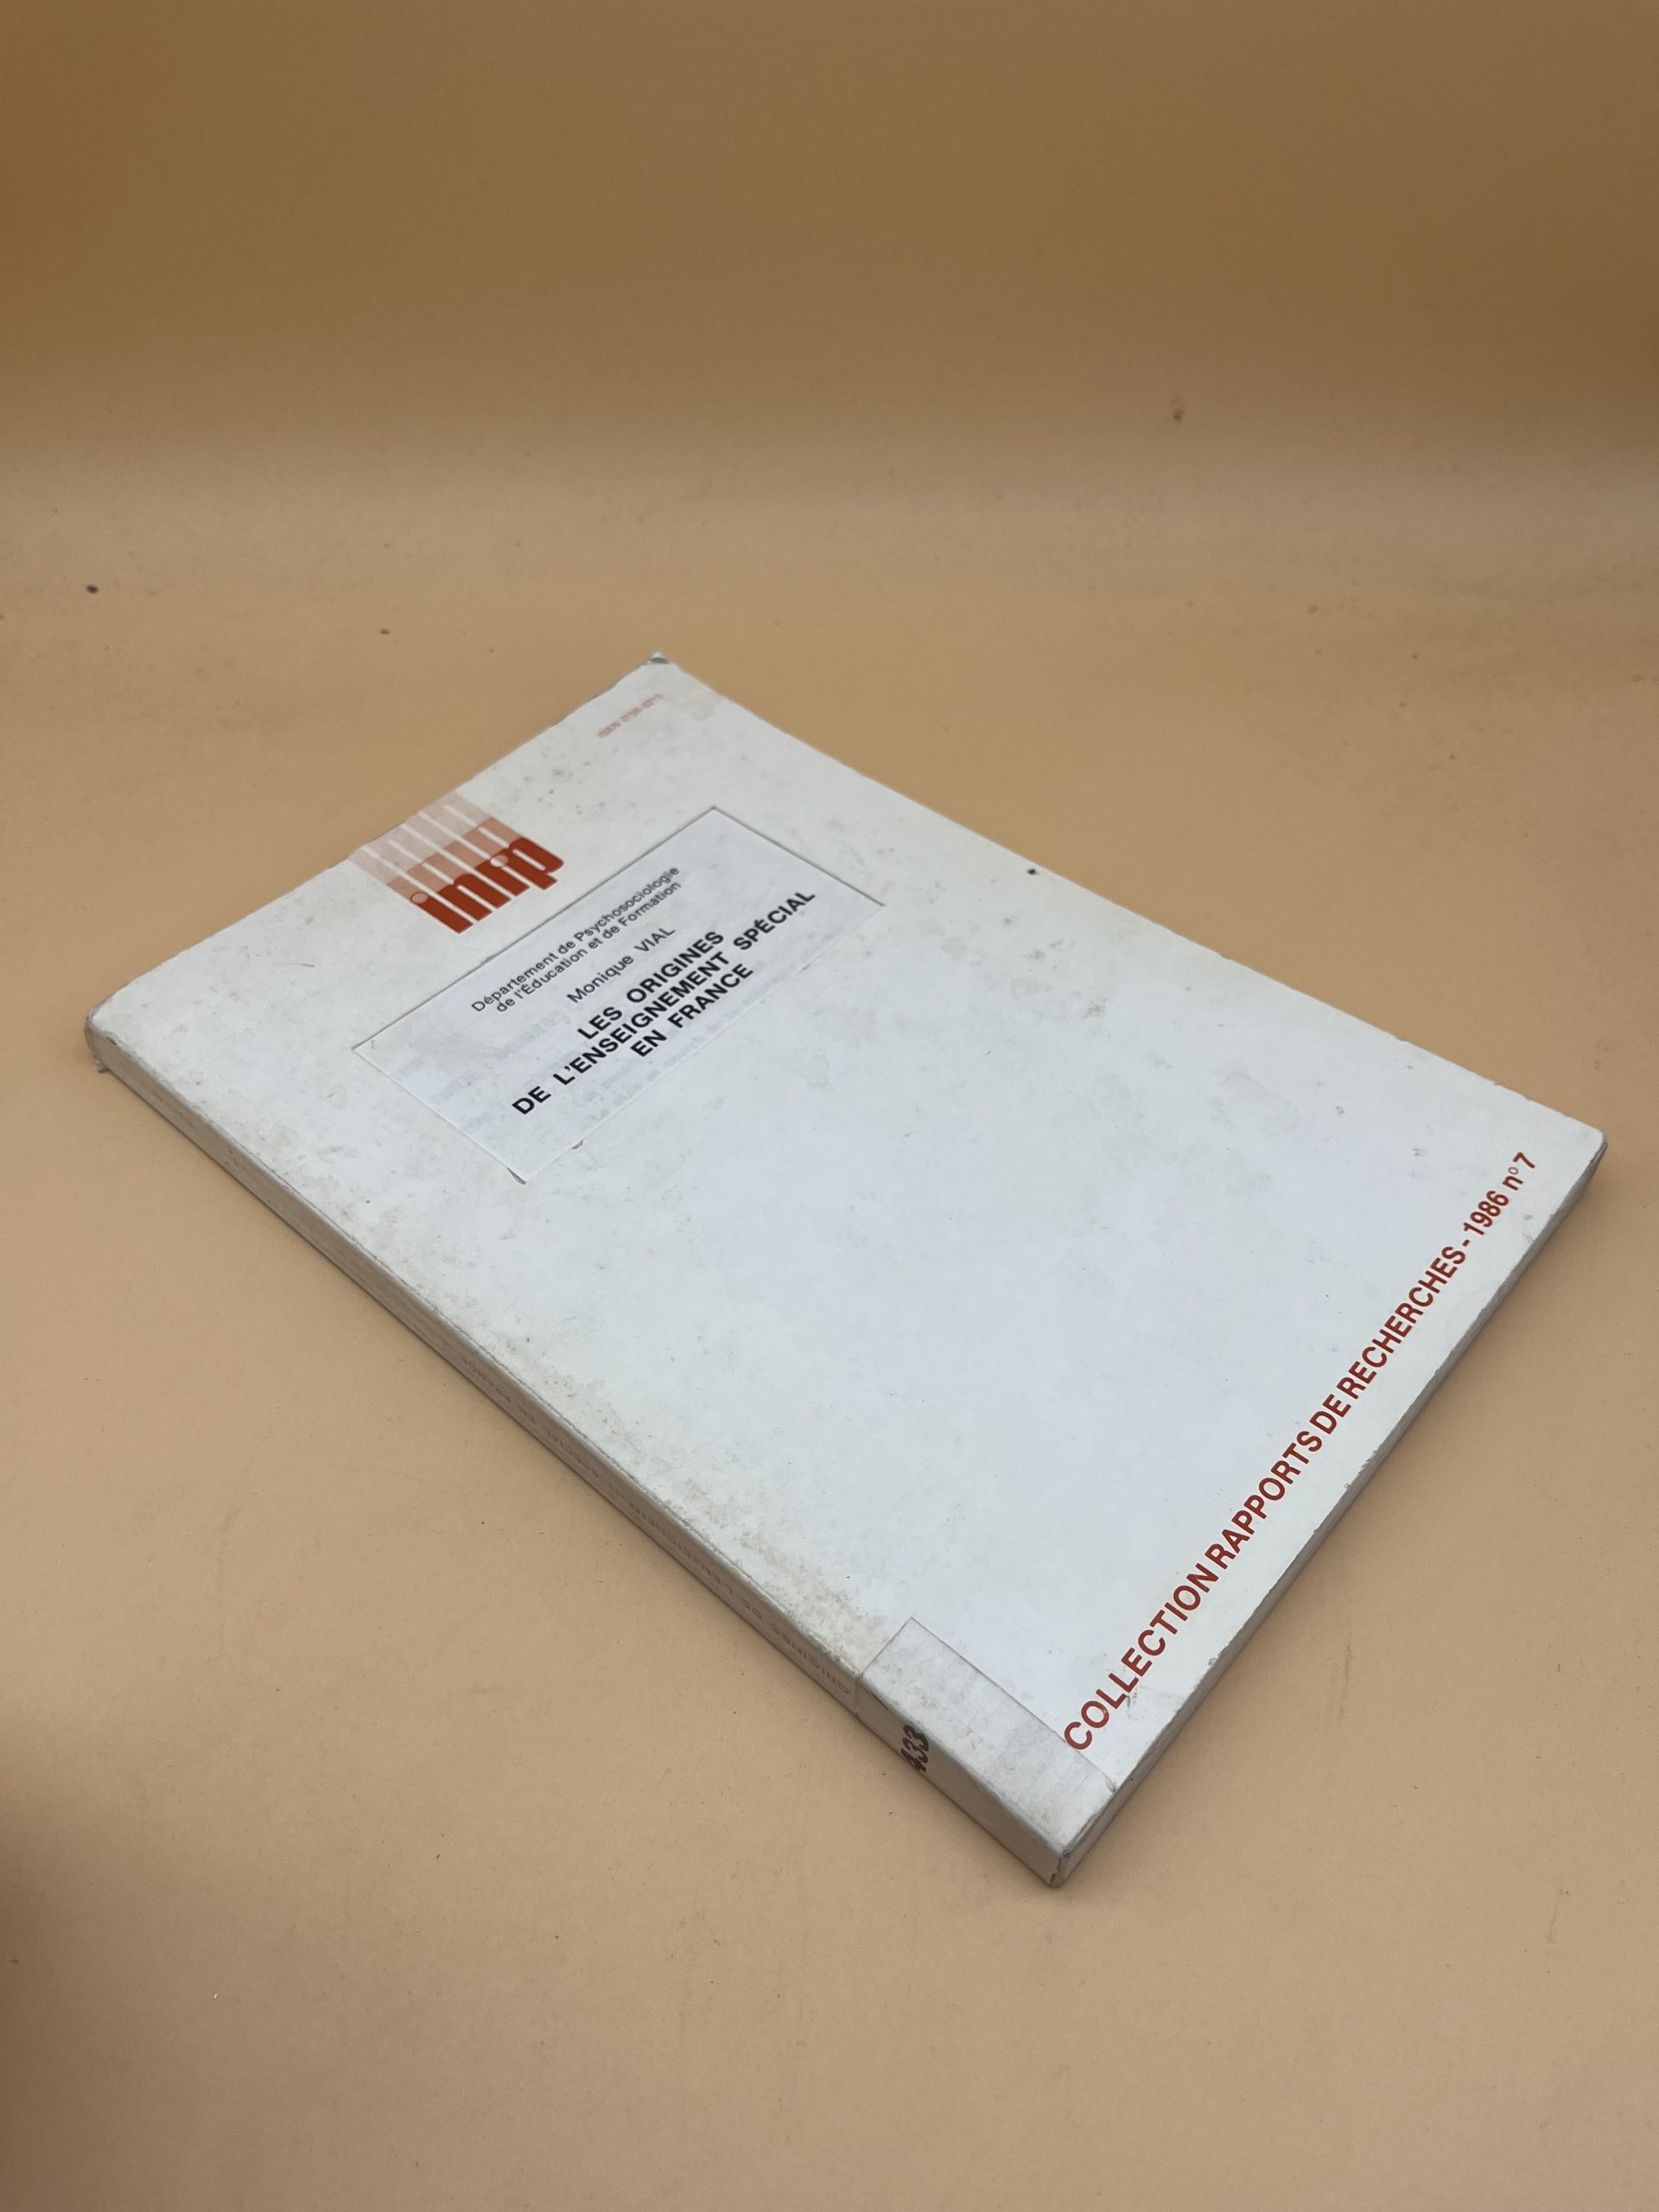 inrp
Département de Psychosociologie
de l'Éducation et de Formation
Monique VIAL
LES ORIGINES
DE L'ENSEIGNEMENT SPÉCIAL
EN FRANCE
COLLECTION RAPPORTS DE RECHERCHES - 1986 nº 7
433